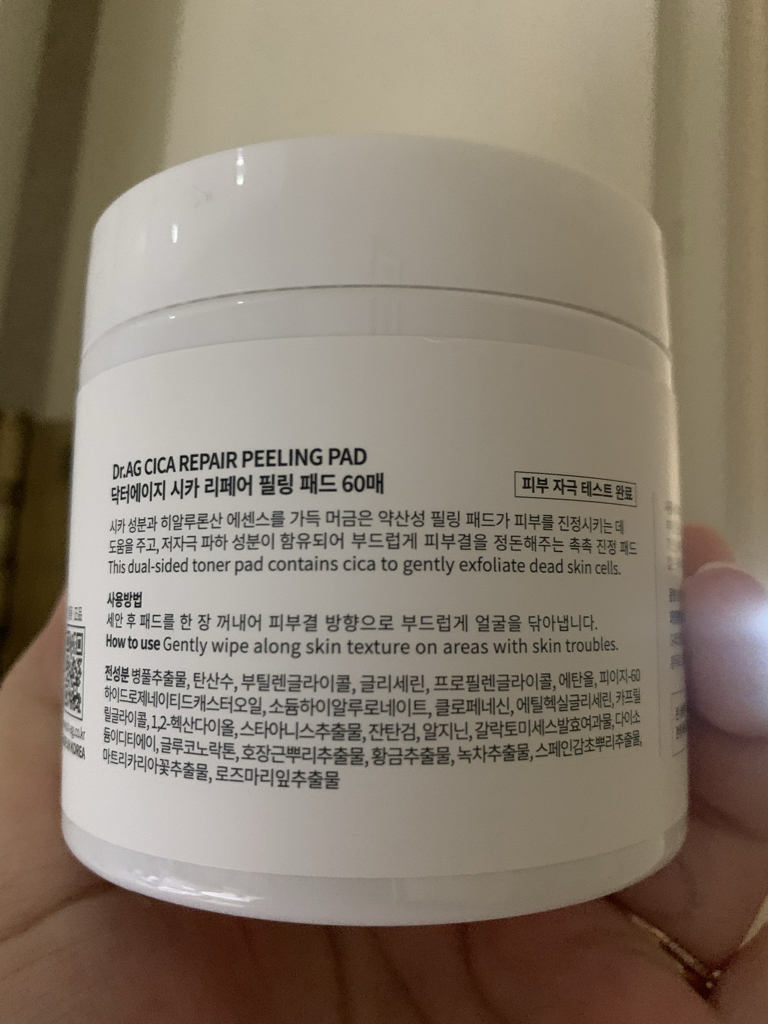 Dr.AG CICA REPAIR PEELING PAD
닥터에이지 시카 리페어 필링 패드 60매
피부 자극 테스트 완료
시카 성분과 히알루론산 에센스를 가득 머금은 약산성 필링 패드가 피부를 진정시키는 데
도움을 주고, 저자극 파하 성분이 함유되어 부드럽게 피부결을 정돈해주는 촉촉 진정 패드
This dual-sided toner pad contains cica to gently exfoliate dead skin cells.
사용방법
세안 후 패드를 한 장 꺼내어 피부결 방향으로 부드럽게 얼굴을 닦아냅니다.
How to use Gently wipe along skin texture on areas with skin troubles.
전성분 병풀추출물, 탄산수, 부틸렌글라이콜, 글리세린, 프로필렌글라이콜, 에탄올, 피이지-60
하이드로제네이티드캐스터오일, 소듐하이알루로네이트, 클로페네신, 에틸헥실글리세린, 카프릴
릴글라이콜, 1,2-헥산다이올, 스타아니스추출물, 잔탄검, 알지닌, 갈락토미세스발효여과물, 다이소
듐이디티에이, 글루코노락톤, 호장근뿌리추출물, 황금추출물, 녹차추출물, 스페인감초뿌리추출물,
마트리카리아꽃추출물, 로즈마리잎추출물
KOREA